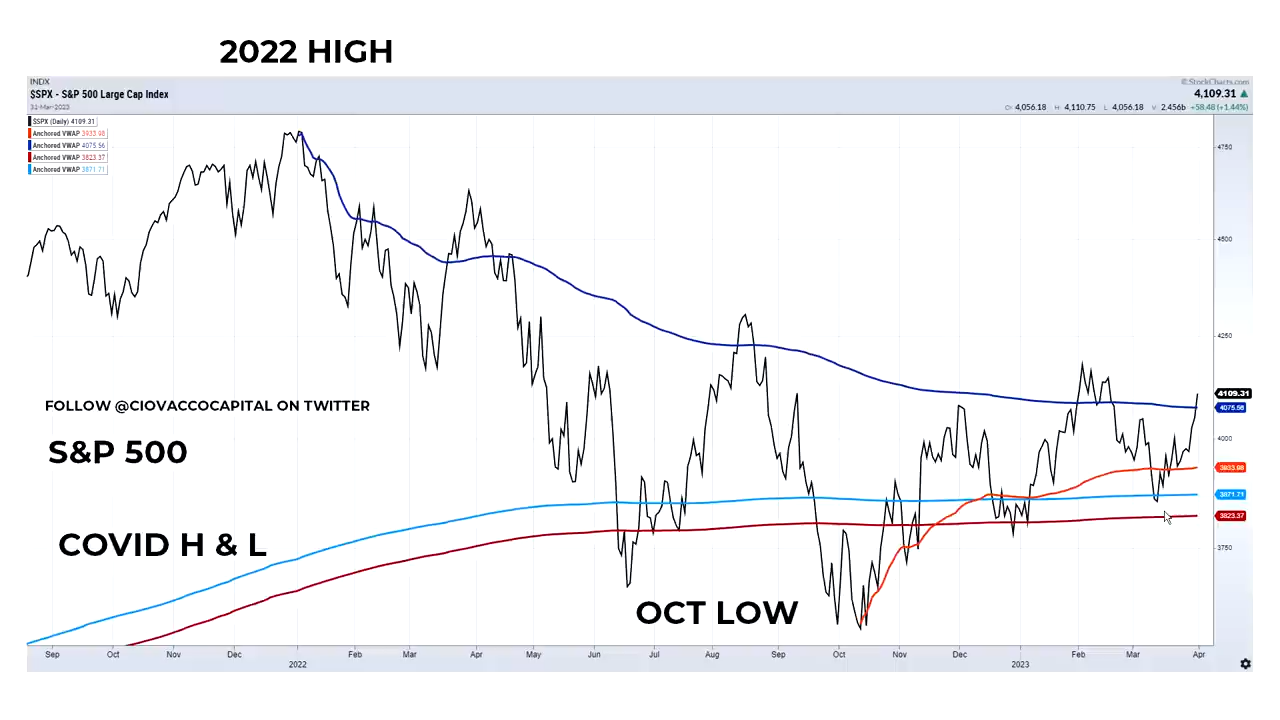 2022 HIGH
INDX
© StockCharts.com
$SPX - S&P 500 Large Cap Index
4,109.31 ▲
31-Mar-2023
O: 4,056.18 H: 4,110.75 L: 4,056.18 V: 2.456b +58.48 (+1.44%)
$SPX (Daily) 4109.31
Anchored VWAP 3933.98
Anchored VWAP 4075.56
Anchored VWAP 3823.37
Anchored VWAP 3871.71
4750
4500
4250
4109.31
4075.56
4000
3933.98
3871.71
3823.37
3750
FOLLOW @CIOVACCOCAPITAL ON TWITTER
S&P 500
COVID H & L
OCT LOW
Sep Oct Nov Dec 2022 Feb Mar Apr May Jun Jul Aug Sep Oct Nov Dec 2023 Feb Mar Apr